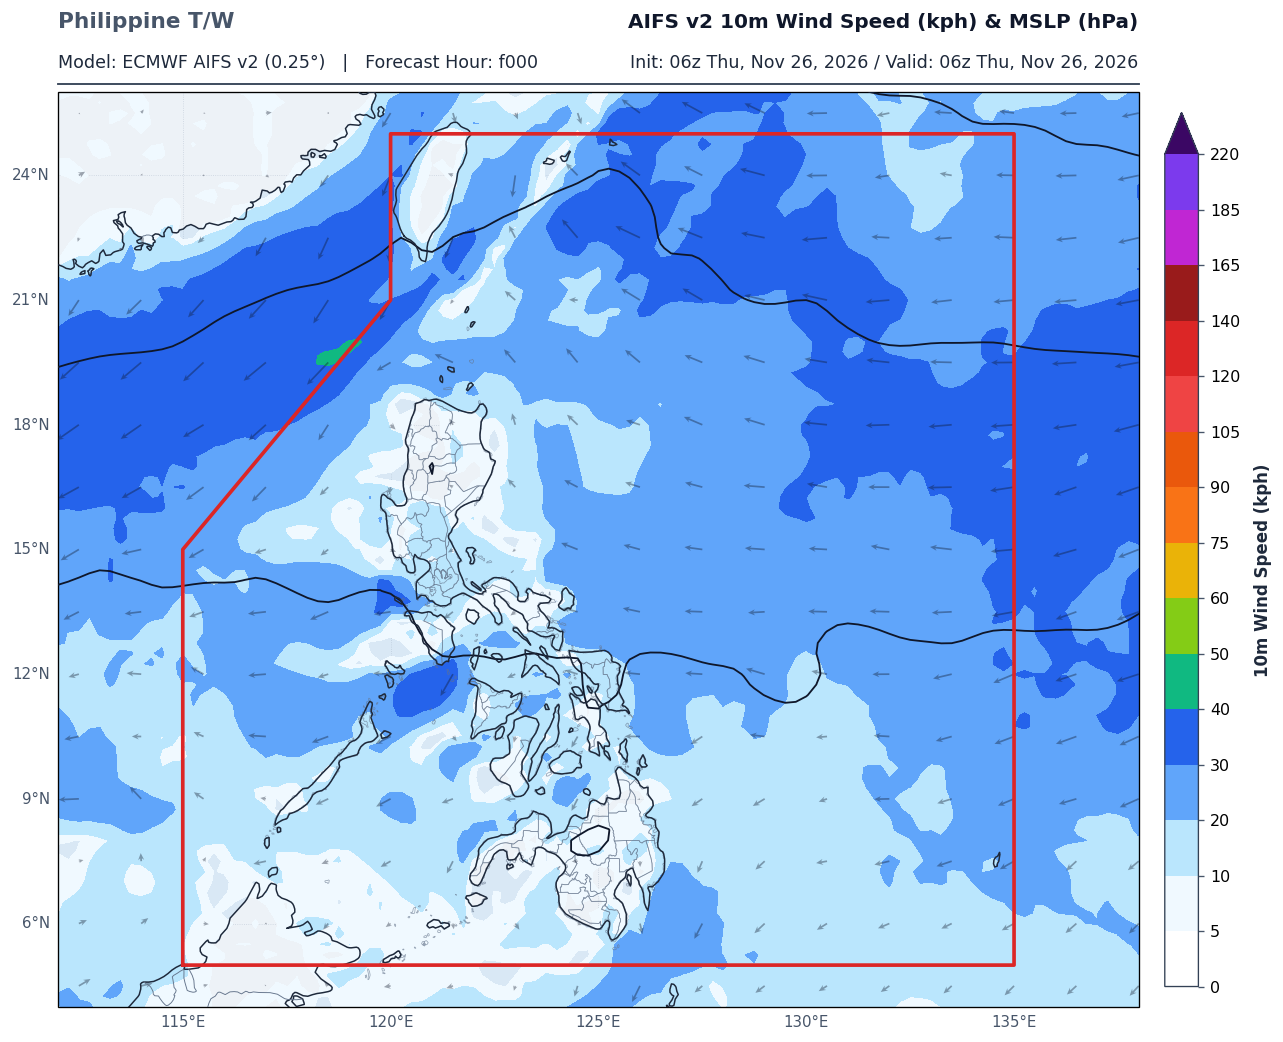 Philippine T/W
AIFS v2 10m Wind Speed (kph) & MSLP (hPa)
Model: ECMWF AIFS v2 (0.25°)   |   Forecast Hour: f000
Init: 06z Thu, Nov 26, 2026 / Valid: 06z Thu, Nov 26, 2026
24°N
21°N
18°N
15°N
12°N
9°N
6°N
115°E
120°E
125°E
130°E
135°E
220
185
165
140
120
105
90
75
60
50
40
30
20
10
5
0
10m Wind Speed (kph)